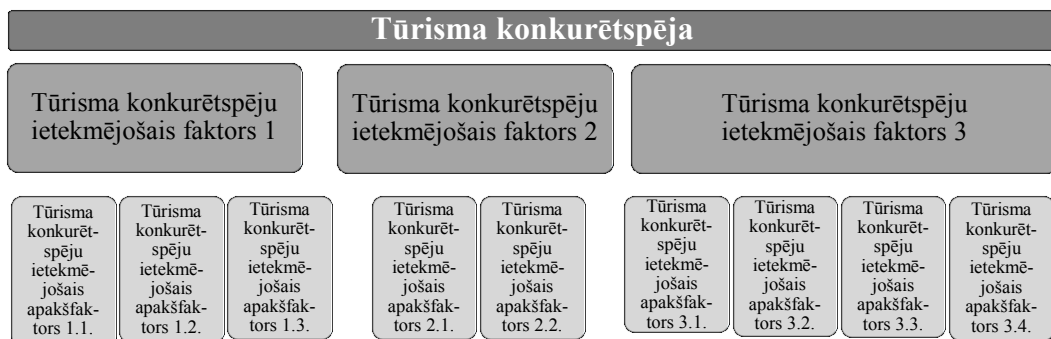 Tūrisma konkurētspēja
Tūrisma konkurētspēju
ietekmējošais faktors 1
Tūrisma konkurētspēju
ietekmējošais faktors 2
Tūrisma konkurētspēju
ietekmējošais faktors 3
Tūrisma
konkurēt-
spēju
ietekmē-
jošais
apakšfak-
tors 1.1.
Tūrisma
konkurēt-
spēju
ietekmē-
jošais
apakšfak-
tors 1.2.
Tūrisma
konkurēt-
spēju
ietekmē-
jošais
apakšfak-
tors 1.3.
Tūrisma
konkurēt-
spēju
ietekmē-
jošais
apakšfak-
tors 2.1.
Tūrisma
konkurēt-
spēju
ietekmē-
jošais
apakšfak-
tors 2.2.
Tūrisma
konkurēt-
spēju
ietekmē-
jošais
apakšfak-
tors 3.1.
Tūrisma
konkurēt-
spēju
ietekmē-
jošais
apakšfak-
tors 3.2.
Tūrisma
konkurēt-
spēju
ietekmē-
jošais
apakšfak-
tors 3.3.
Tūrisma
konkurēt-
spēju
ietekmē-
jošais
apakšfak-
tors 3.4.